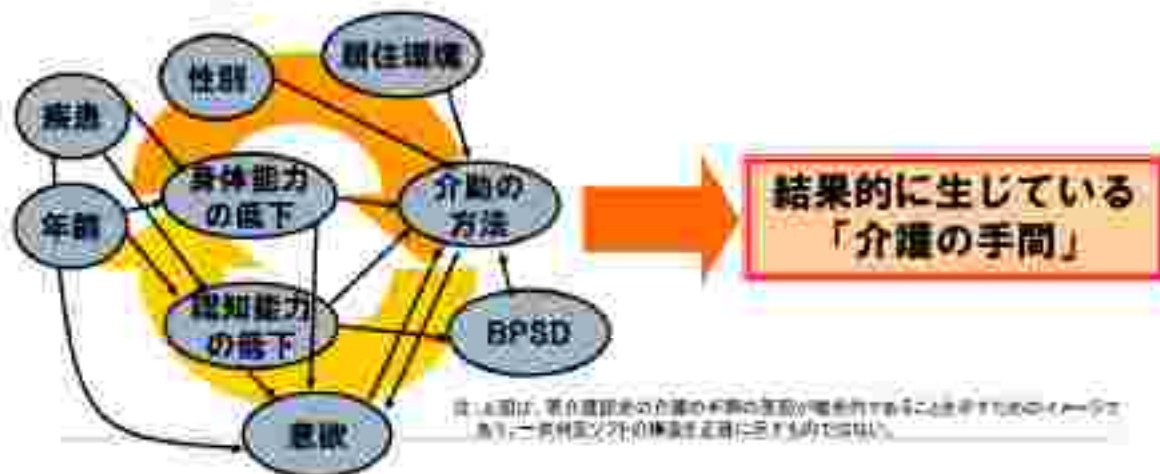 性別
居住環境
疾患
身体能力
の低下
介助の
方法
年齢
結果的に生じている
「介護の手間」
認知能力
の低下
BPSD
意欲